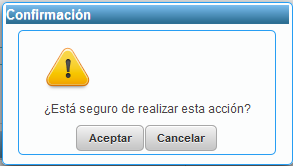 Confirmación
¿Está seguro de realizar esta acción?
Aceptar
Cancelar